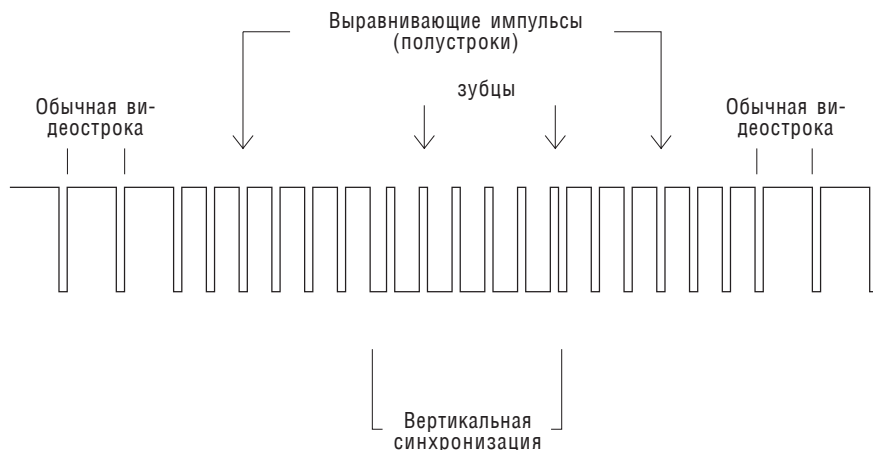 Выравнивающие импульсы
(полустроки)
зубцы
Обычная ви-
деострока
Обычная ви-
деострока
Вертикальная
синхронизация